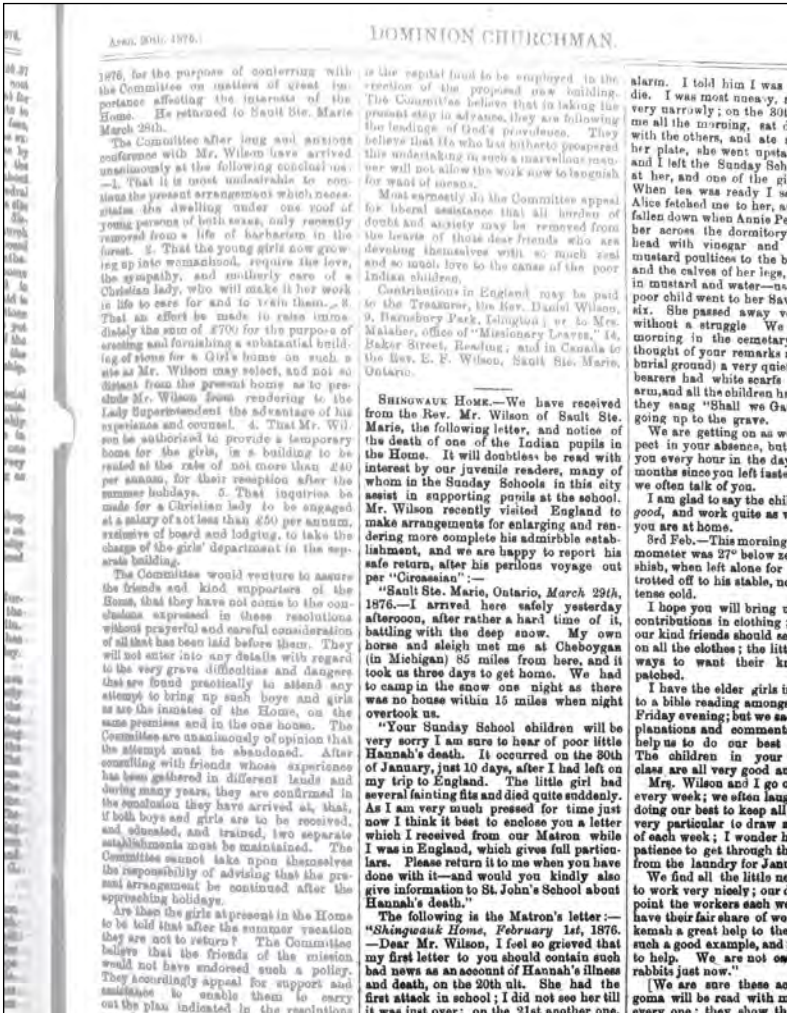 APRIL 20th, 1876.
DOMINION CHURCHMAN.
1876, for the purpose of conferring with
the Committee on matters of great im-
portance affecting the interests of the
Home. He returned to Sault Ste. Marie
March 28th.
The Committee after long and anxious
conference with Mr. Wilson have arrived
unanimously at the following conclusions:
—1. That it is most undesirable to con-
tinue the present arrangement which neces-
sitates the dwelling under one roof of
young persons of both sexes, only recently
removed from a life of barbarism in the
forest. 2. That the young girls now grow-
ing up into womanhood, require the love,
the sympathy, and motherly care of a
Christian lady, who will make it her work
in life to care for and to train them. 3.
That an effort be made to raise imme-
diately the sum of £700 for the purpose of
erecting and furnishing a substantial build-
ing of stone for a Girl's home on such a
site as Mr. Wilson may select, and not so
distant from the present home as to pre-
clude Mr. Wilson from rendering to the
Lady Superintendent the advantage of his
experience and counsel. 4. That Mr. Wil-
son be authorized to provide a temporary
home for the girls, in a building to be
rented at the rate of not more than £40
per annum, for their reception after the
summer holidays. 5. That inquiries be
made for a Christian lady to be engaged
at a salary of not less than £50 per annum,
exclusive of board and lodging, to take the
charge of the girls' department in the sep-
arate building.
The Committee would venture to assure
the friends and kind supporters of the
Home, that they have not come to the con-
clusions expressed in these resolutions
without prayerful and careful consideration
of all that has been laid before them. They
will not enter into any details with regard
to the very grave difficulties and dangers
that are found practically to attend any
attempt to bring up such boys and girls
as are the inmates of the Home, on the
same premises and in the one house. The
Committee are unanimously of opinion that
the attempt must be abandoned. After
consulting with friends whose experience
has been gathered in different lands and
during many years, they are confirmed in
the conclusion they have arrived at, that,
if both boys and girls are to be received,
and educated, and trained, two separate
establishments must be maintained. The
Committee cannot take upon themselves
the responsibility of advising that the pre-
sent arrangement be continued after the
approaching holidays.
Are then the girls at present in the Home
to be told that after the summer vacation
they are not to return? The Committee
believe that the friends of the mission
would not have endorsed such a policy.
They accordingly appeal for support and
assistance to enable them to carry
out the plan indicated in the resolutions
is the capital fund to be employed in the
erection of the proposed new building.
The Committee believe that in taking the
present step in advance, they are following
the leadings of God's providence. They
believe that He who has hitherto prospered
this undertaking in such a marvellous man-
ner will not allow the work now to languish
for want of means.
Most earnestly do the Committee appeal
for liberal assistance that all burden of
doubt and anxiety may be removed from
the hearts of those dear friends who are
devoting themselves with so much zeal
and so much love to the cause of the poor
Indian children.
Contributions in England may be paid
to the Treasurer, the Rev. Daniel Wilson,
9, Barnsbury Park, Islington; or to Mrs.
Malaher, office of "Missionary Leaves," 14,
Baker Street, Reading; and in Canada to
the Rev. E. F. Wilson, Sault Ste. Marie,
Ontario.
SHINGWAUK HOME.—We have received
from the Rev. Mr. Wilson of Sault Ste.
Marie, the following letter, and notice of
the death of one of the Indian pupils in
the Home. It will doubtless be read with
interest by our juvenile readers, many of
whom in the Sunday Schools in this city
assist in supporting pupils at the school.
Mr. Wilson recently visited England to
make arrangements for enlarging and ren-
dering more complete his admirbble estab-
lishment, and we are happy to report his
safe return, after his perilous voyage out
per "Circassian":—
"Sault Ste. Marie, Ontario, March 29th,
1876.—I arrived here safely yesterday
afterooon, after rather a hard time of it,
battling with the deep snow. My own
horse and sleigh met me at Cheboygan
(in Michigan) 85 miles from here, and it
took us three days to get home. We had
to camp in the snow one night as there
was no house within 15 miles when night
overtook us.
"Your Sunday School children will be
very sorry I am sure to hear of poor little
Hannah's death. It occurred on the 30th
of January, just 10 days, after I had left on
my trip to England. The little girl had
several fainting fits and died quite suddenly.
As I am very much pressed for time just
now I think it best to enclose you a letter
which I received from our Matron while
I was in England, which gives full particu-
lars. Please return it to me when you have
done with it—and would you kindly also
give information to St. John's School about
Hannah's death."
The following is the Matron's letter:—
"Shingwauk Home, February 1st, 1876.
—Dear Mr. Wilson, I feel so grieved that
my first letter to you should contain such
bad news as an account of Hannah's illness
and death, on the 20th ult. She had the
first attack in school; I did not see her till
it was just over; on the 21st another one.
alarm. I told him I was
die. I was most uneasy,
very narrowly; on the 30t
me all the morning, eat
with the others, and ate
her plate, she went upsta
and I left the Sunday Sch
at her, and one of the gi
When tea was ready I s
Alice fetched me to her, a
fallen down when Annie Pe
her across the dormitory
head with vinegar and
mustard poultices to the b
and the calves of her legs,
in mustard and water—
poor child went to her Sav
six. She passed away v
without a struggle We
morning in the cemetary
thought of your remarks
burial ground) a very quie
bearers had white scarfs
arm, and all the children h
they sang "Shall we Ga
going up to the grave.
We are getting on as w
pect in your absence, but
you every hour in the day
months since you left
we often talk of you.
I am glad to say the chil
good, and work quite as
you are at home.
3rd Feb.—This morning
mometer was 27° below ze
shish, when left alone for
trotted off to his stable, no
tense cold.
I hope you will bring
contributions in clothing;
our kind friends should se
on all the clothes; the litt
ways to want their kn
patched.
I have the elder girls i
to a bible reading amongs
Friday evening; but we
planations and comment
help us to do our best
The children in your
class are all very good a
Mrs. Wilson and I go
every week; we often laug
doing our best to keep all
very particular to draw
of each week; I wonder h
patience to get through th
from the laundry for Janu
We find all the little ne
to work very nicely; our
point the workers each we
have their fair share of wo
kemah a great help to the
such a good example, and
to help. We are not
rabbits just now."
[We are sure these ac
goma will be read with m
every one; they show th